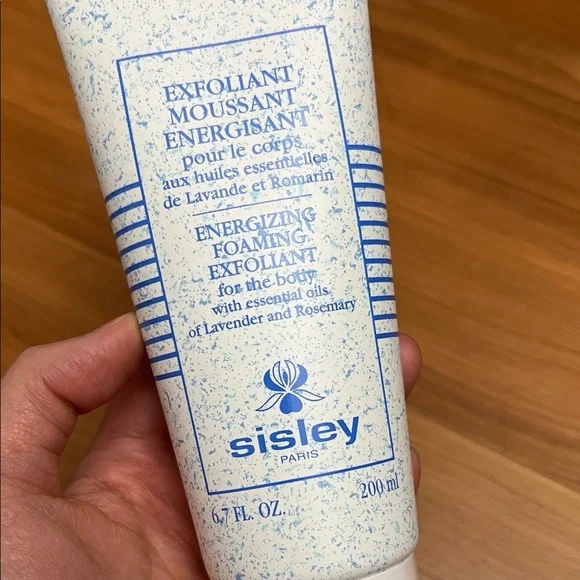 EXFOLIANT
MOUSSANT
ENERGISANT
pour le corps
aux huiles essentielles
de Lavande et Romarin
ENERGIZING
FOAMING
EXFOLIANT
for the body
with essential oils
of Lavender and Rosemary
sisley
PARIS
6.7 FL. OZ. 200 ml